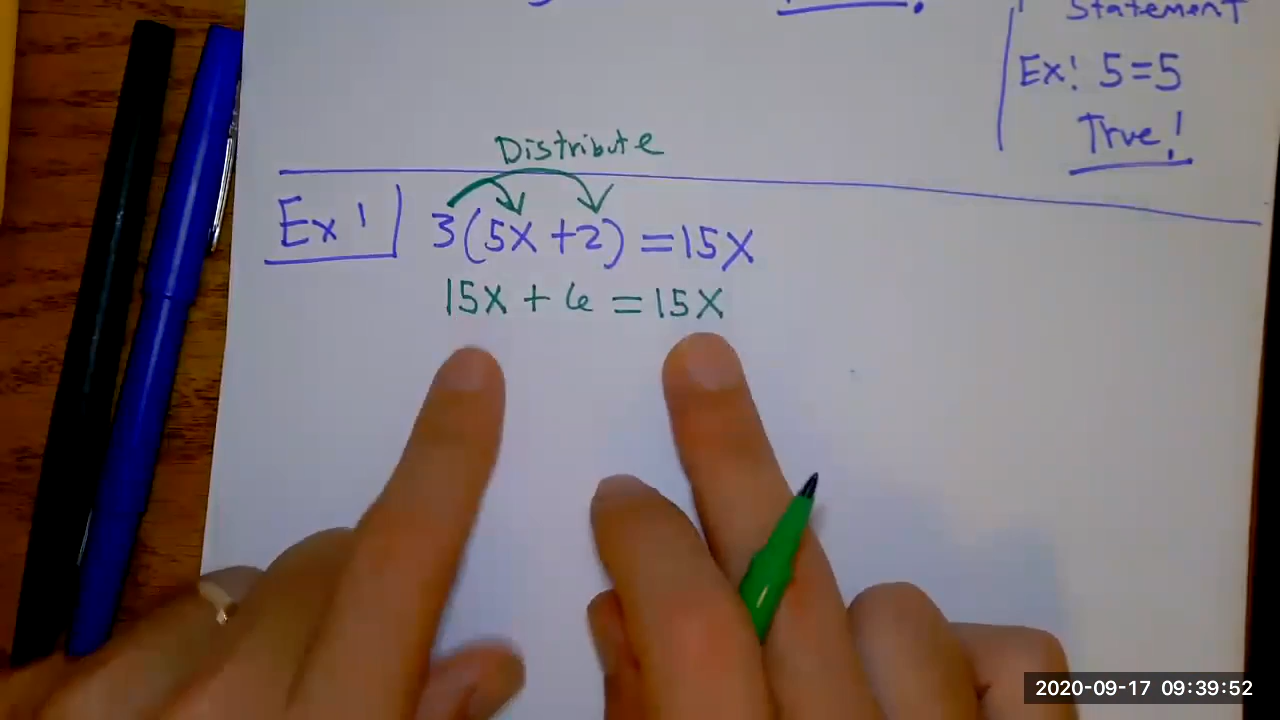 Statement
Ex! 5=5
True!
Distribute
Ex! 3(5x+2)=15x
15x+6=15x
2020-09-17 09:39:52